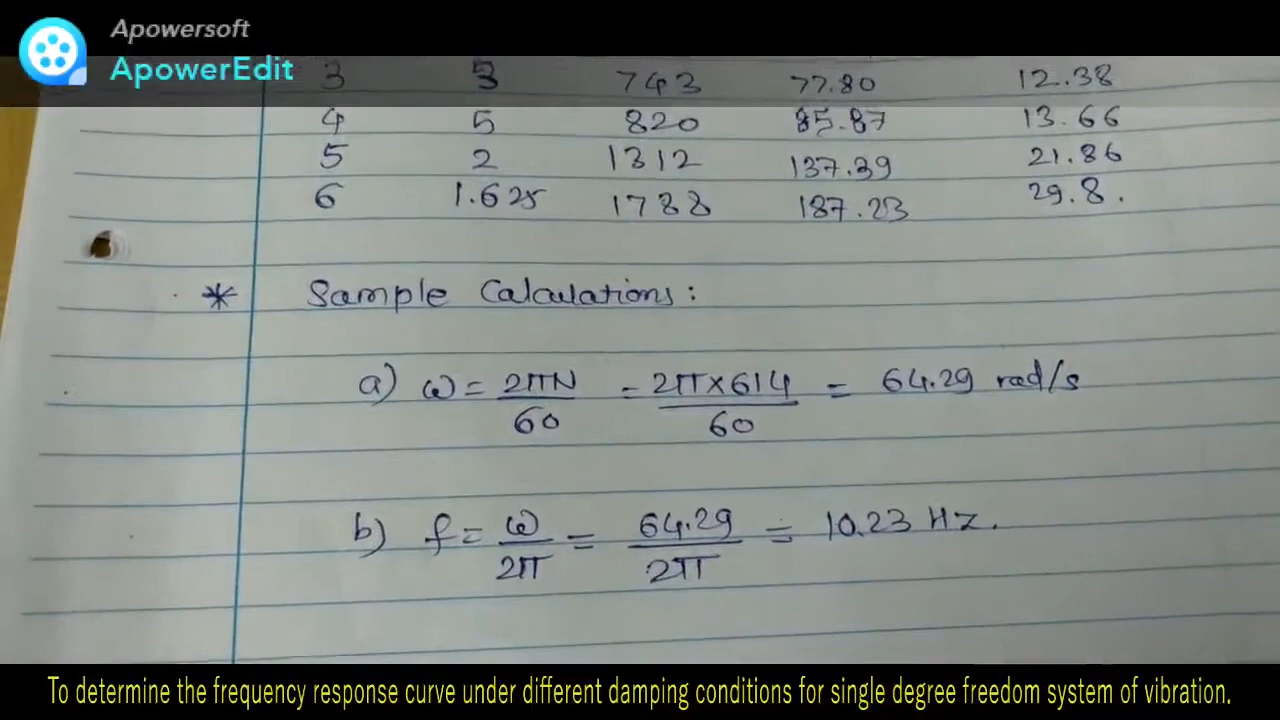 Apowersoft
ApowerEdit
3 3 743 77.80 12.38
4 5 820 85.87 13.66
5 2 1312 137.39 21.86
6 1.625 1788 187.23 29.8.
* Sample Calculations:
a) ω = 2πN/60 = 2π×614/60 = 64.29 rad/s
b) f = ω/2π = 64.29/2π = 10.23 Hz.
To determine the frequency response curve under different damping conditions for single degree freedom system of vibration.